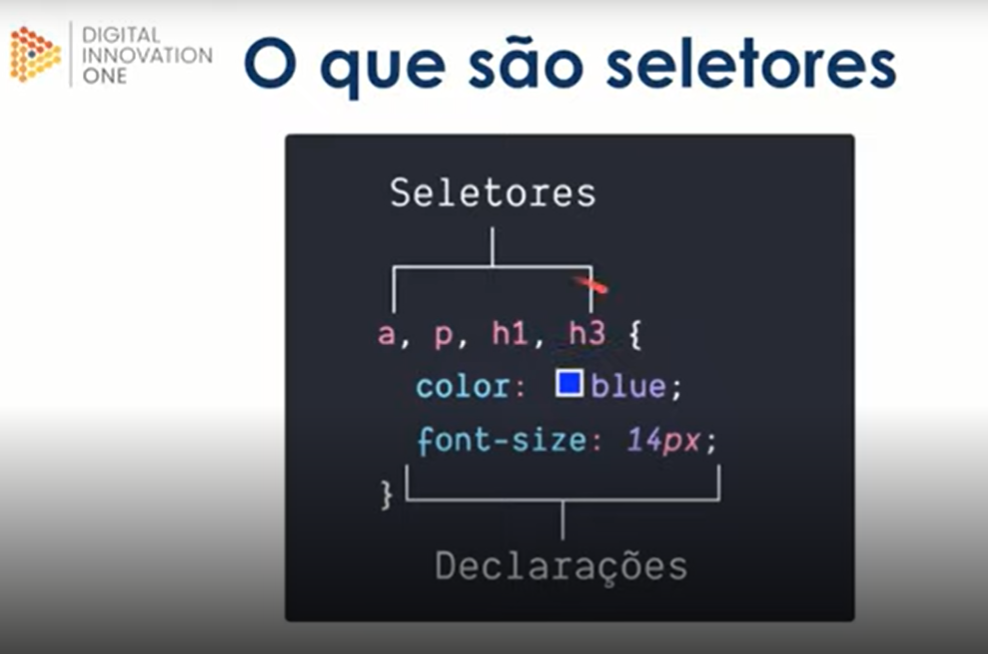 DIGITAL
INNOVATION
ONE
O que são seletores
Seletores
a, p, h1, h3 {
color: blue;
font-size: 14px;
}
Declarações